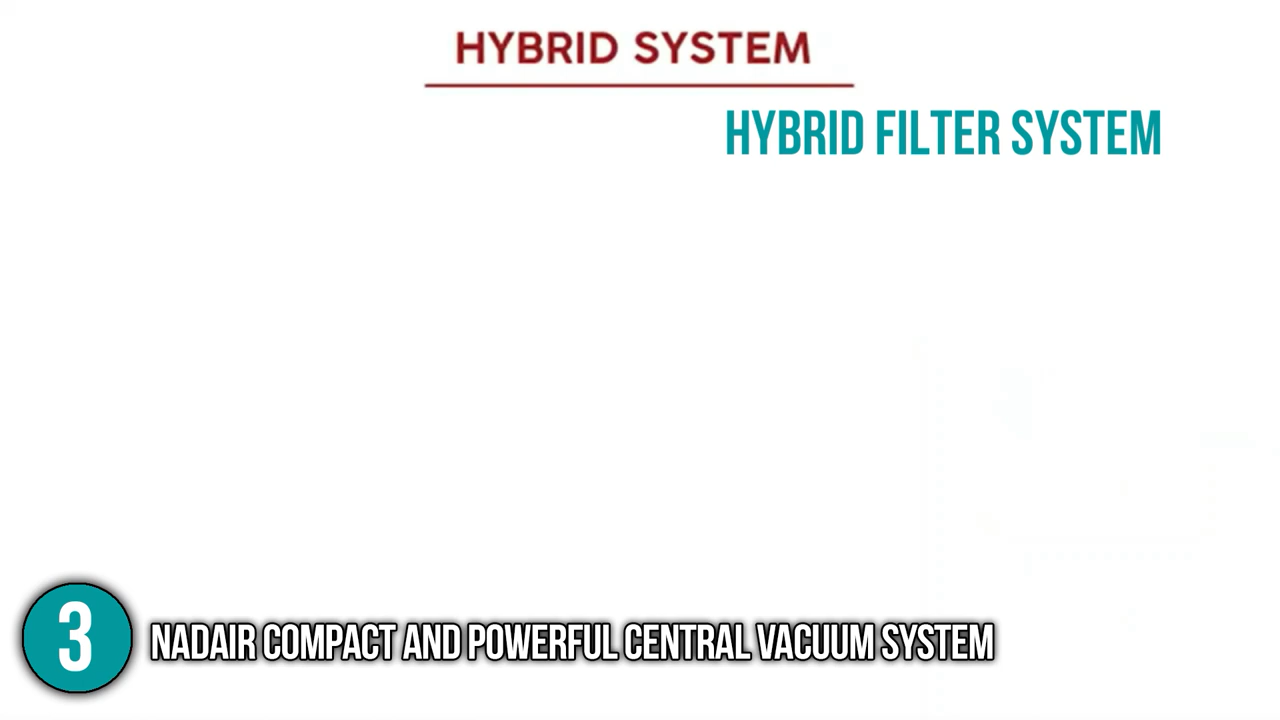 HYBRID SYSTEM
HYBRID FILTER SYSTEM
3
NADAIR COMPACT AND POWERFUL CENTRAL VACUUM SYSTEM